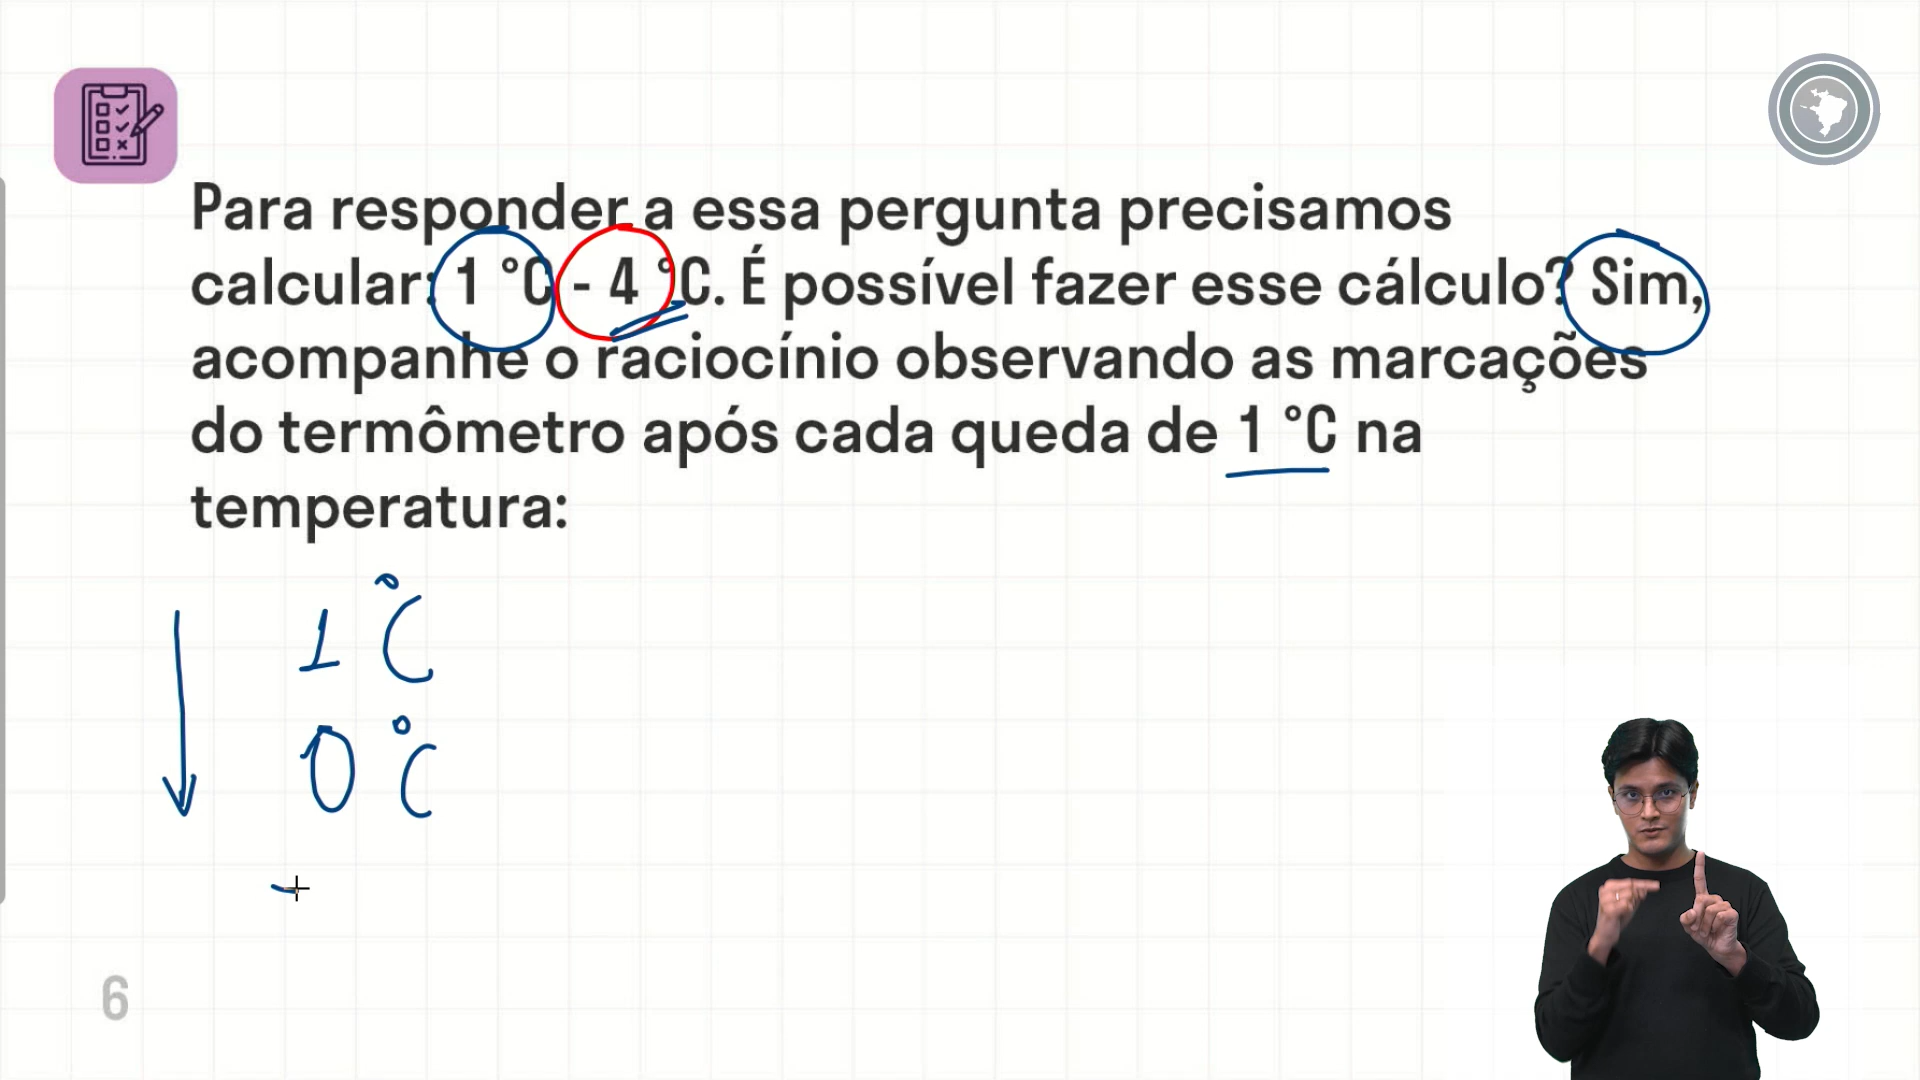 Para responder a essa pergunta precisamos
calcular: 1 °C - 4 °C. É possível fazer esse cálculo? Sim,
acompanhe o raciocínio observando as marcações
do termômetro após cada queda de 1 °C na
temperatura:
1 °C
0 °C
-
6